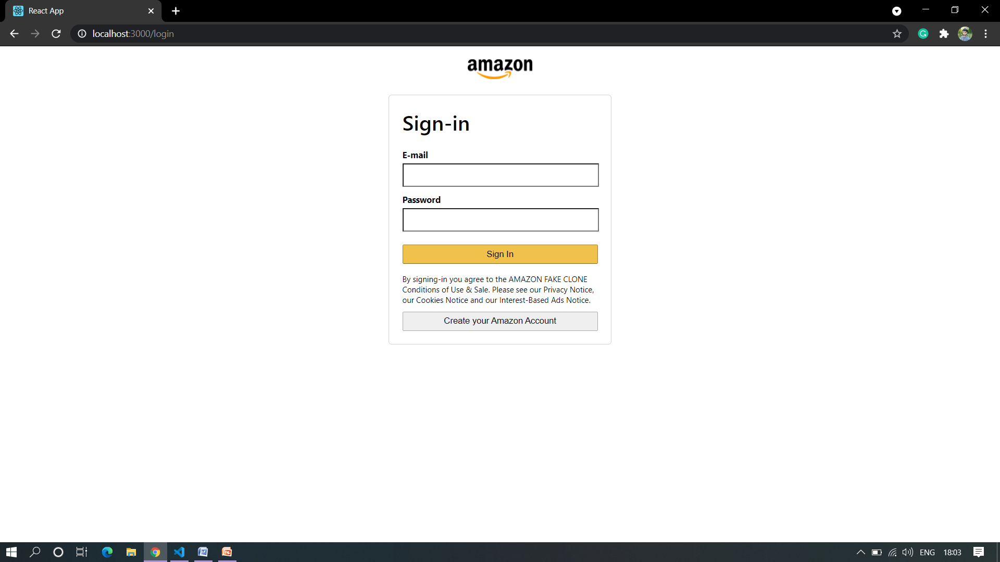 React App
localhost:3000/login
amazon
Sign-in
E-mail
Password
Sign In
By signing-in you agree to the AMAZON FAKE CLONE
Conditions of Use & Sale. Please see our Privacy Notice,
our Cookies Notice and our Interest-Based Ads Notice.
Create your Amazon Account
ENG 18:03